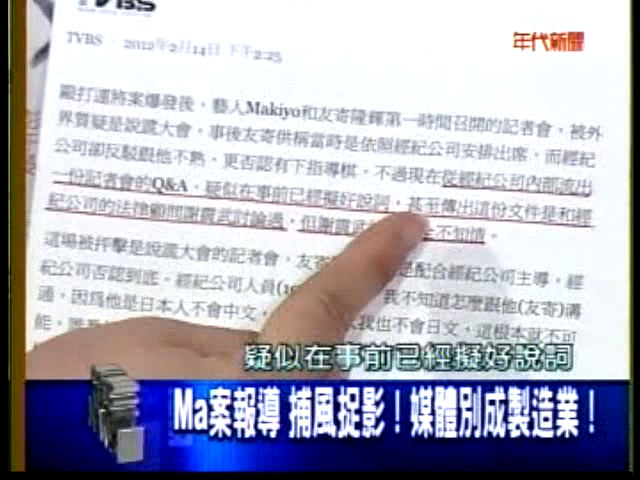 TVBS
年代新聞
TVBS - 2012年2月14日 下午2:25
毆打運將案爆發後，藝人Makiyo和友寄隆輝第一時間召開的記者會，被外
界質疑是說謊大會，事後友寄供稱當時是依照經紀公司安排出席，而經紀
公司卻反駁跟他不熟，更否認有下指導棋，不過現在從經紀公司內部流出
一份記者會的Q&A，疑似在事前已經擬好說詞，甚至傳出這份文件是和經
紀公司的法律顧問謝震武討論過，但謝震武 不知情。
這場被抨擊是說謊大會的記者會，友寄 是配合經紀公司主導，經
紀公司否認到底。經紀公司人員 我不知道怎麼跟他(友寄)溝
通，因為他是日本人不會中文， 我也不會日文，這根本就不可
能，
疑似在事前已經擬好說詞
Ma案報導 捕風捉影！媒體別成製造業！